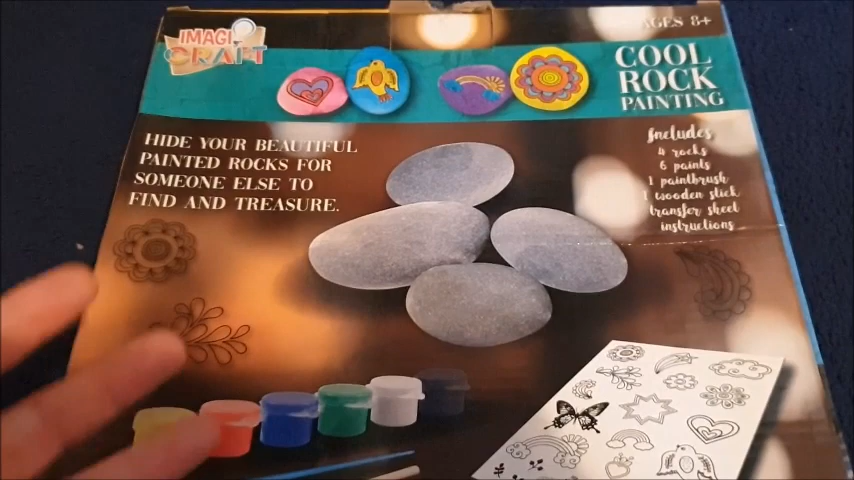 IMAGI
CRAFT
AGES 8+
COOL
ROCK
PAINTING
HIDE YOUR BEAUTIFUL
PAINTED ROCKS FOR
SOMEONE ELSE TO
FIND AND TREASURE.
Includes
4 rocks
6 paints
1 paintbrush
1 wooden stick
transfer sheet
instructions